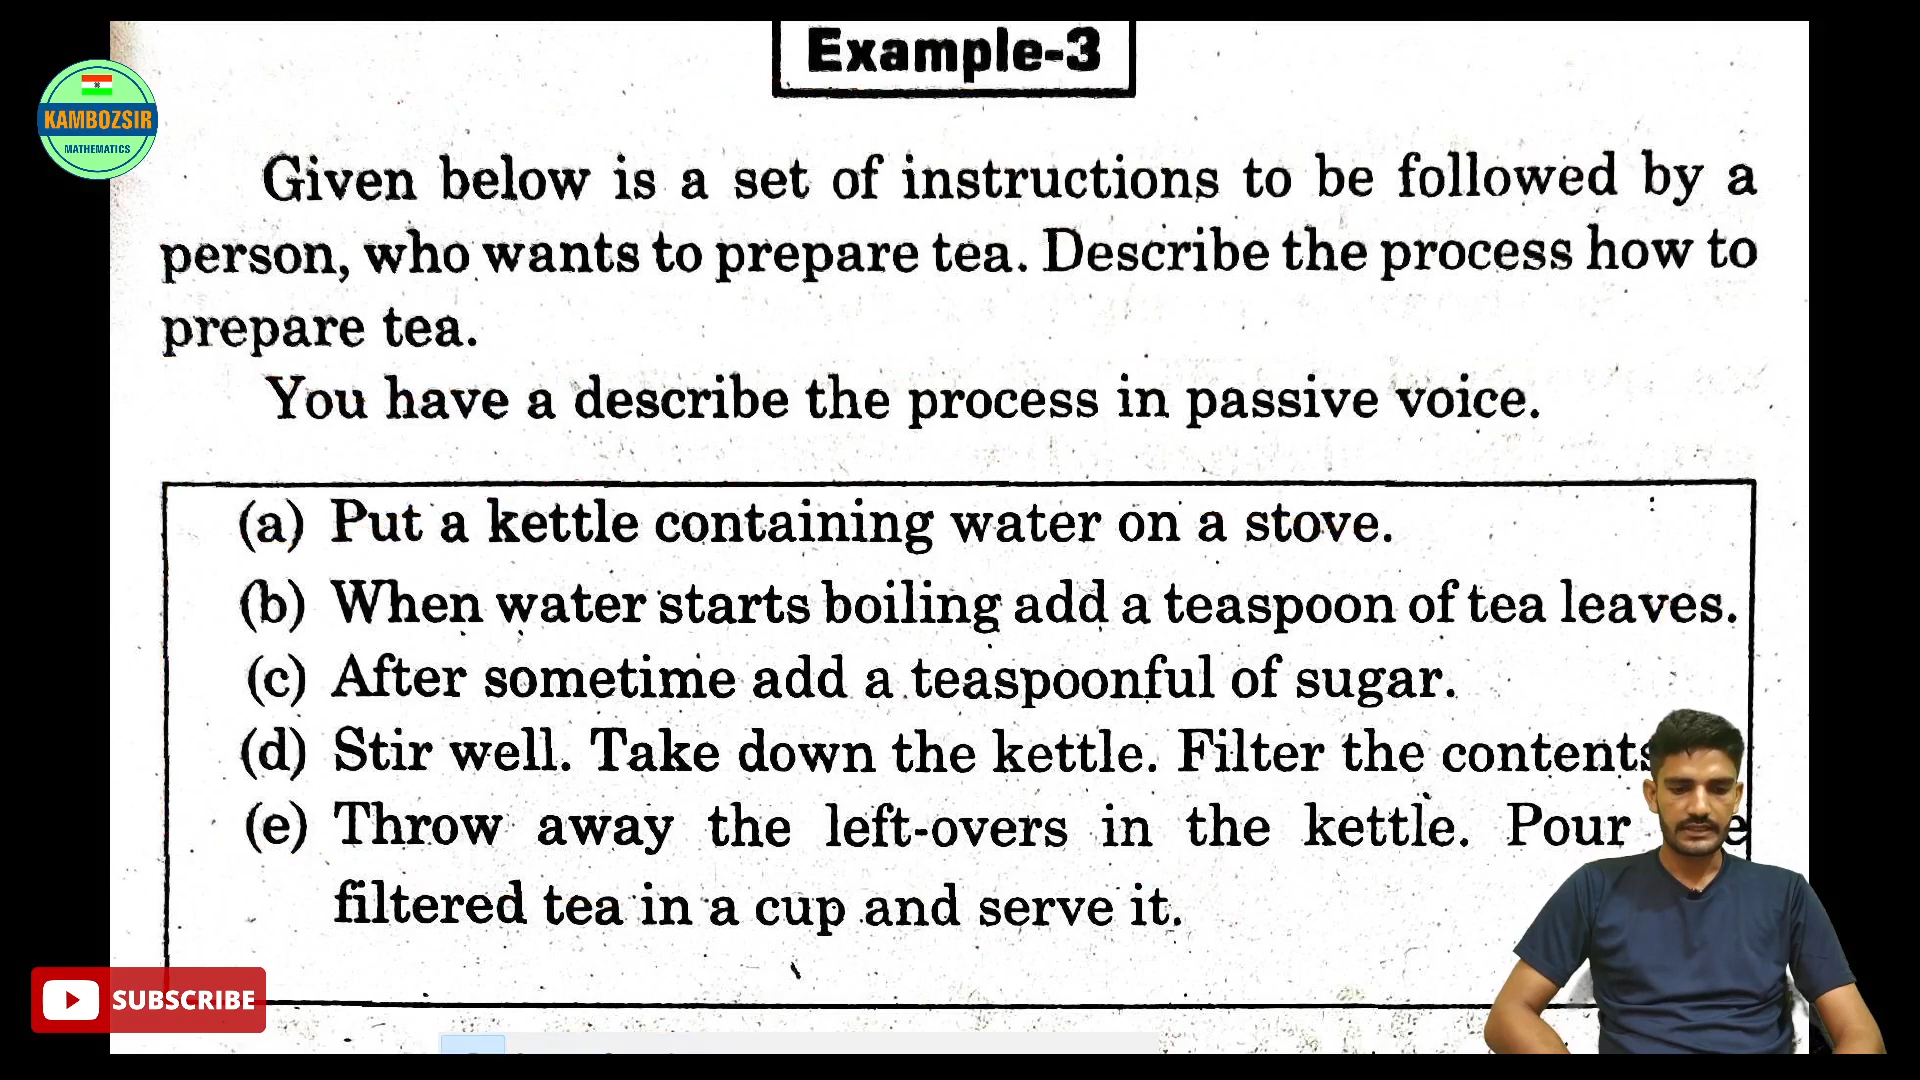 Example-3
KAMBOZSIR
MATHEMATICS
Given below is a set of instructions to be followed by a
person, who wants to prepare tea. Describe the process how to
prepare tea.
You have a describe the process in passive voice.
(a) Put a kettle containing water on a stove.
(b) When water starts boiling add a teaspoon of tea leaves.
(c) After sometime add a teaspoonful of sugar.
(d) Stir well. Take down the kettle. Filter the contents
(e) Throw away the left-overs in the kettle. Pour
filtered tea in a cup and serve it.
SUBSCRIBE